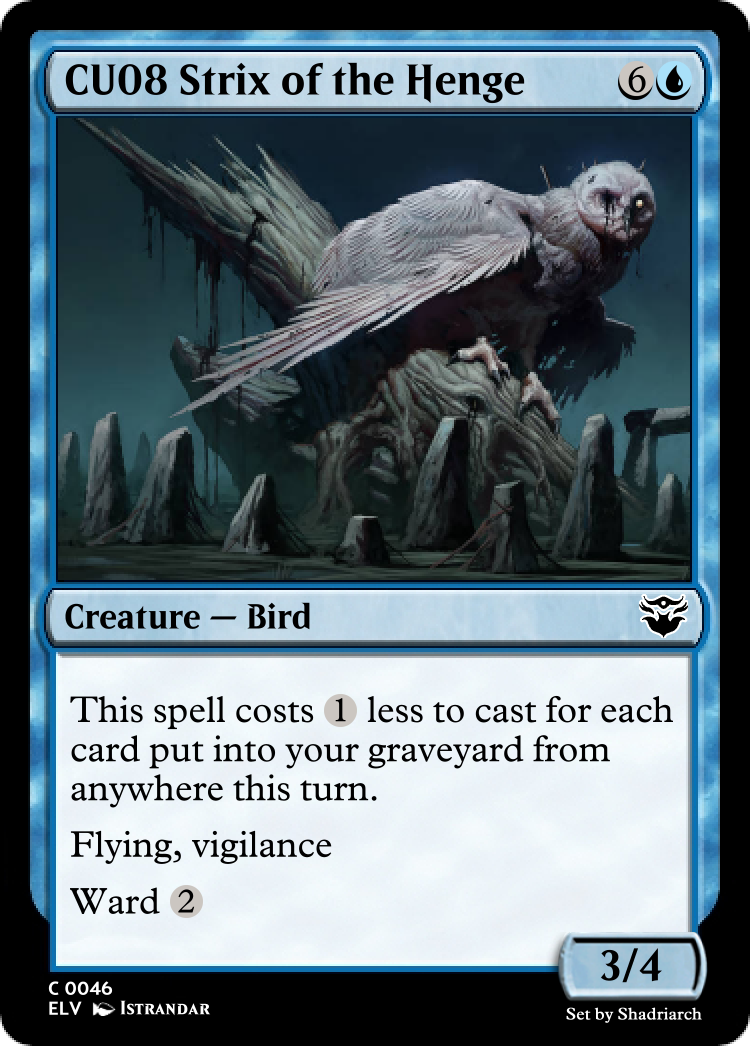 CU08 Strix of the Henge 6
Creature — Bird
This spell costs 1 less to cast for each
card put into your graveyard from
anywhere this turn.
Flying, vigilance
Ward 2
3/4
C 0046
ELV Istrandar
Set by Shadriarch